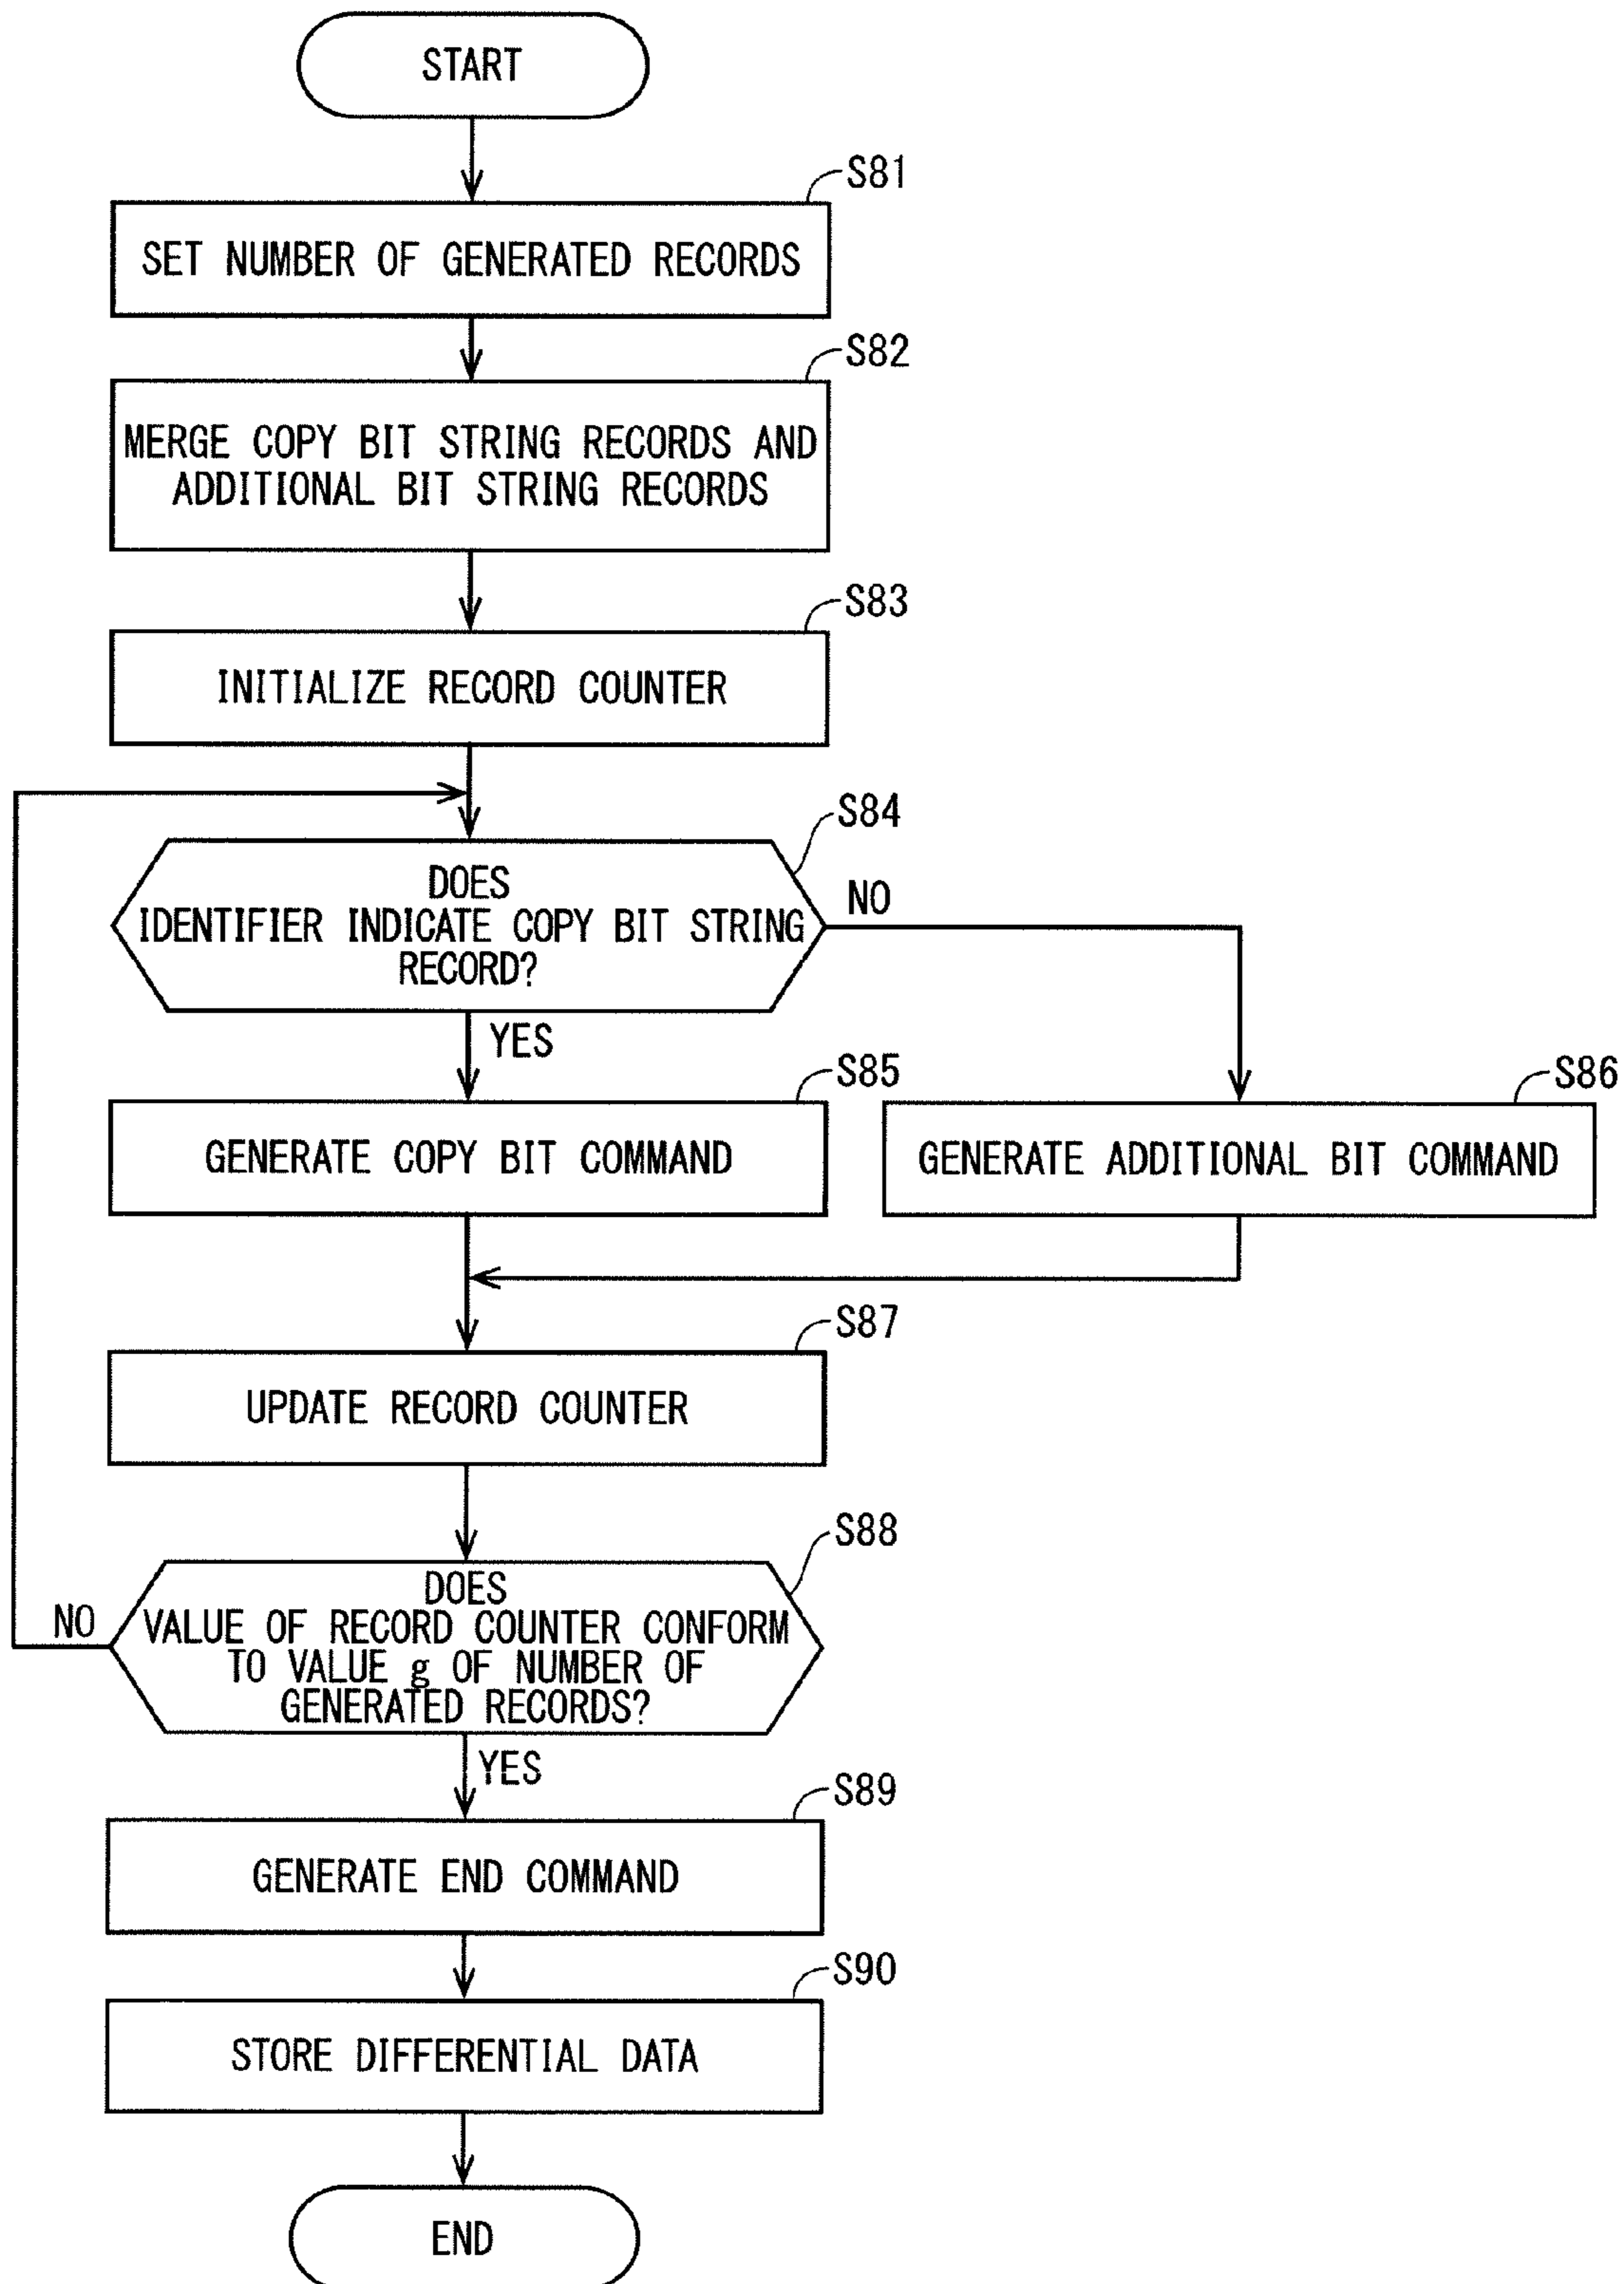 START
S81
SET NUMBER OF GENERATED RECORDS
S82
MERGE COPY BIT STRING RECORDS AND
ADDITIONAL BIT STRING RECORDS
S83
INITIALIZE RECORD COUNTER
S84
DOES
IDENTIFIER INDICATE COPY BIT STRING
RECORD?
NO
YES
S85
GENERATE COPY BIT COMMAND
S86
GENERATE ADDITIONAL BIT COMMAND
S87
UPDATE RECORD COUNTER
S88
DOES
VALUE OF RECORD COUNTER CONFORM
TO VALUE g OF NUMBER OF
GENERATED RECORDS?
NO
YES
S89
GENERATE END COMMAND
S90
STORE DIFFERENTIAL DATA
END